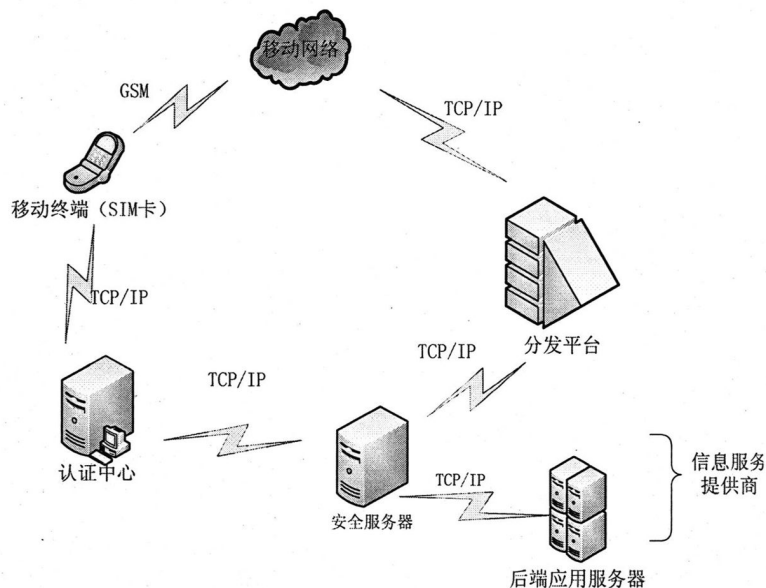 移动网络
GSM
TCP/IP
移动终端（SIM卡）
TCP/IP
分发平台
TCP/IP
TCP/IP
认证中心
信息服务
提供商
TCP/IP
安全服务器
后端应用服务器